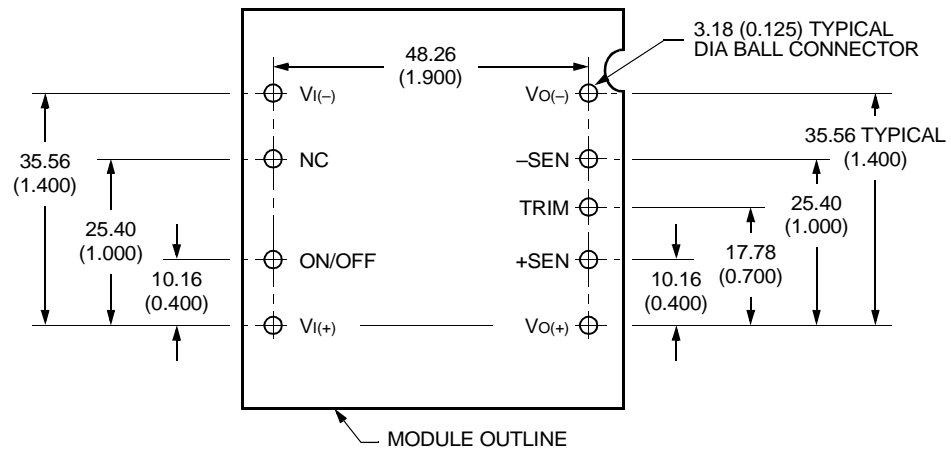 3.18 (0.125) TYPICAL
DIA BALL CONNECTOR
48.26
(1.900)
VI(–)
VO(–)
35.56 TYPICAL
(1.400)
35.56
(1.400)
NC
–SEN
25.40
(1.000)
TRIM
25.40
(1.000)
17.78
(0.700)
ON/OFF
+SEN
10.16
(0.400)
10.16
(0.400)
VI(+)
VO(+)
MODULE OUTLINE